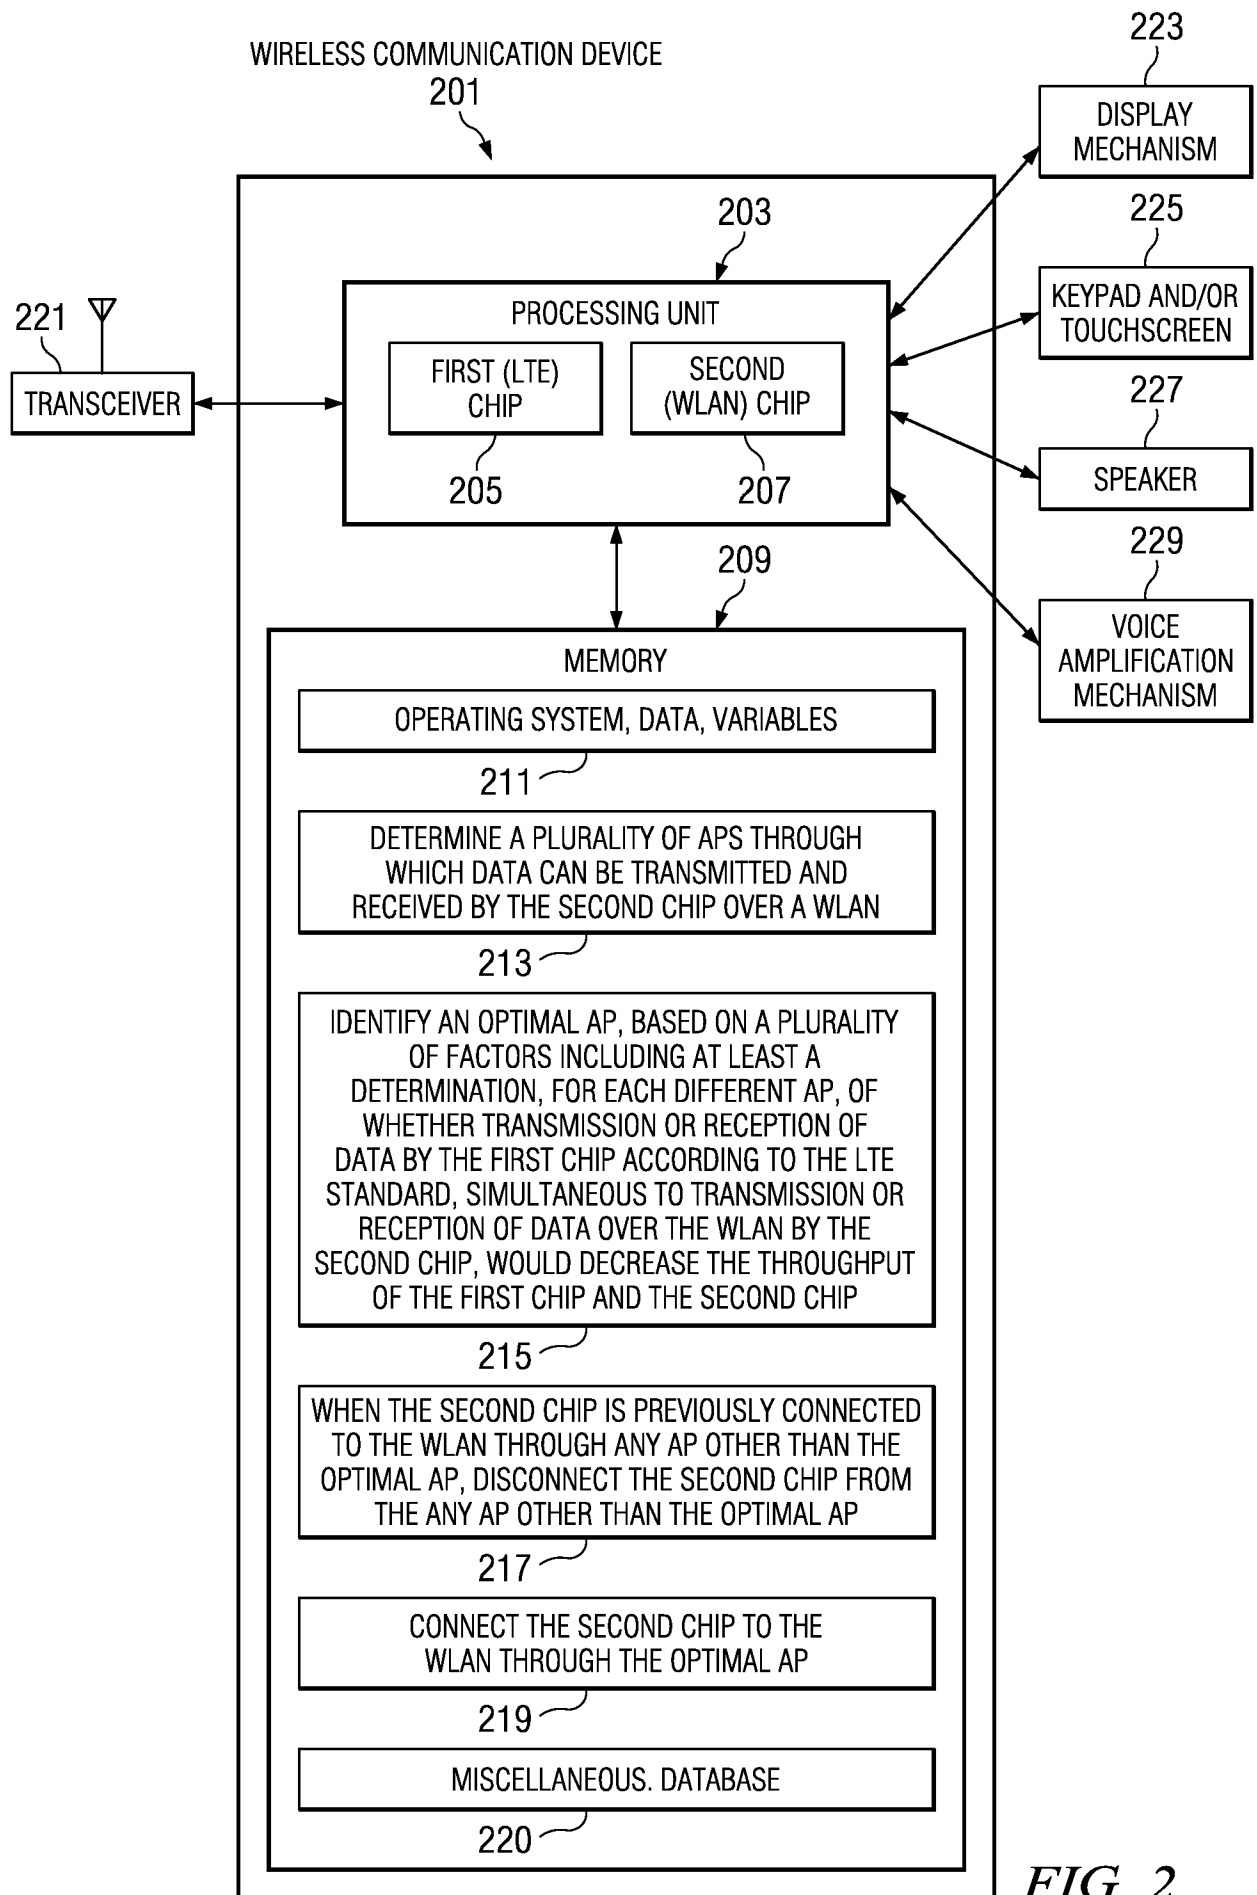 WIRELESS COMMUNICATION DEVICE
201
223
DISPLAY
MECHANISM
203
225
KEYPAD AND/OR
TOUCHSCREEN
221
TRANSCEIVER
PROCESSING UNIT
FIRST (LTE)
CHIP
SECOND
(WLAN) CHIP
205
207
227
SPEAKER
229
VOICE
AMPLIFICATION
MECHANISM
209
MEMORY
OPERATING SYSTEM, DATA, VARIABLES
211
DETERMINE A PLURALITY OF APS THROUGH
WHICH DATA CAN BE TRANSMITTED AND
RECEIVED BY THE SECOND CHIP OVER A WLAN
213
IDENTIFY AN OPTIMAL AP, BASED ON A PLURALITY
OF FACTORS INCLUDING AT LEAST A
DETERMINATION, FOR EACH DIFFERENT AP, OF
WHETHER TRANSMISSION OR RECEPTION OF
DATA BY THE FIRST CHIP ACCORDING TO THE LTE
STANDARD, SIMULTANEOUS TO TRANSMISSION OR
RECEPTION OF DATA OVER THE WLAN BY THE
SECOND CHIP, WOULD DECREASE THE THROUGHPUT
OF THE FIRST CHIP AND THE SECOND CHIP
215
WHEN THE SECOND CHIP IS PREVIOUSLY CONNECTED
TO THE WLAN THROUGH ANY AP OTHER THAN THE
OPTIMAL AP, DISCONNECT THE SECOND CHIP FROM
THE ANY AP OTHER THAN THE OPTIMAL AP
217
CONNECT THE SECOND CHIP TO THE
WLAN THROUGH THE OPTIMAL AP
219
MISCELLANEOUS. DATABASE
220
FIG. 2